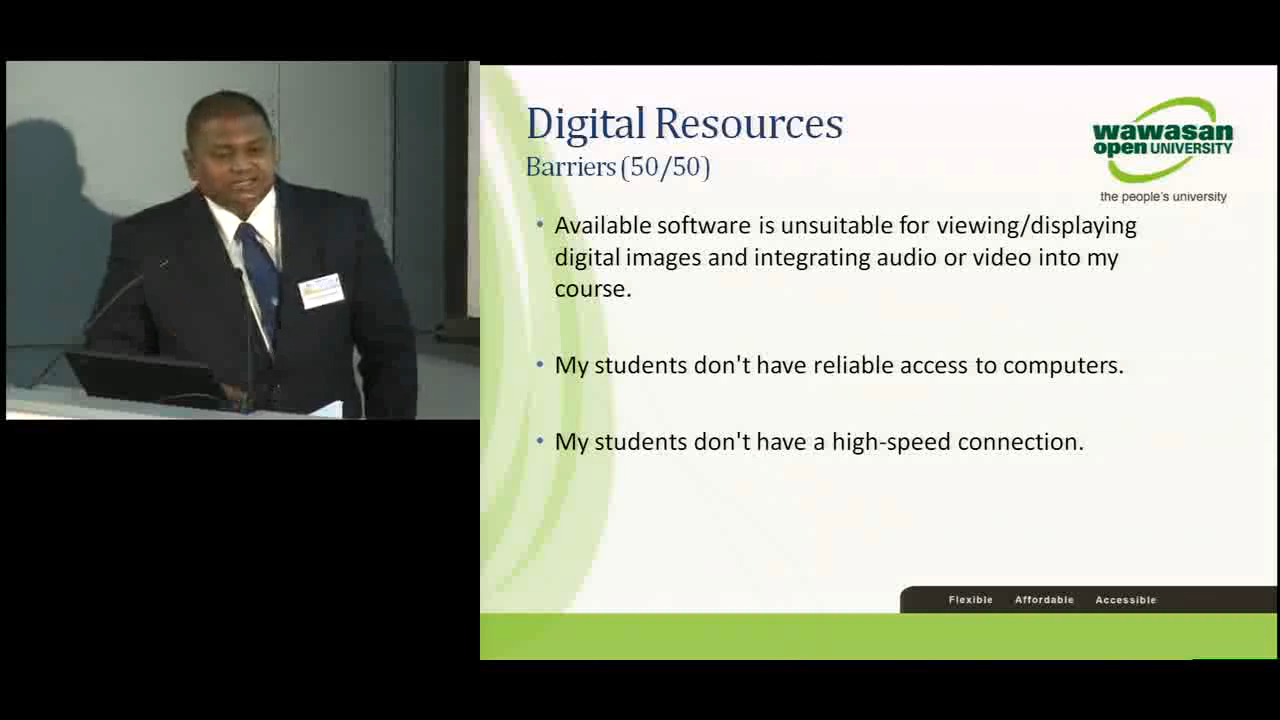 Digital Resources
Barriers (50/50)
wawasan
open UNIVERSITY
the people's university
• Available software is unsuitable for viewing/displaying
digital images and integrating audio or video into my
course.
• My students don't have reliable access to computers.
• My students don't have a high-speed connection.
Flexible Affordable Accessible